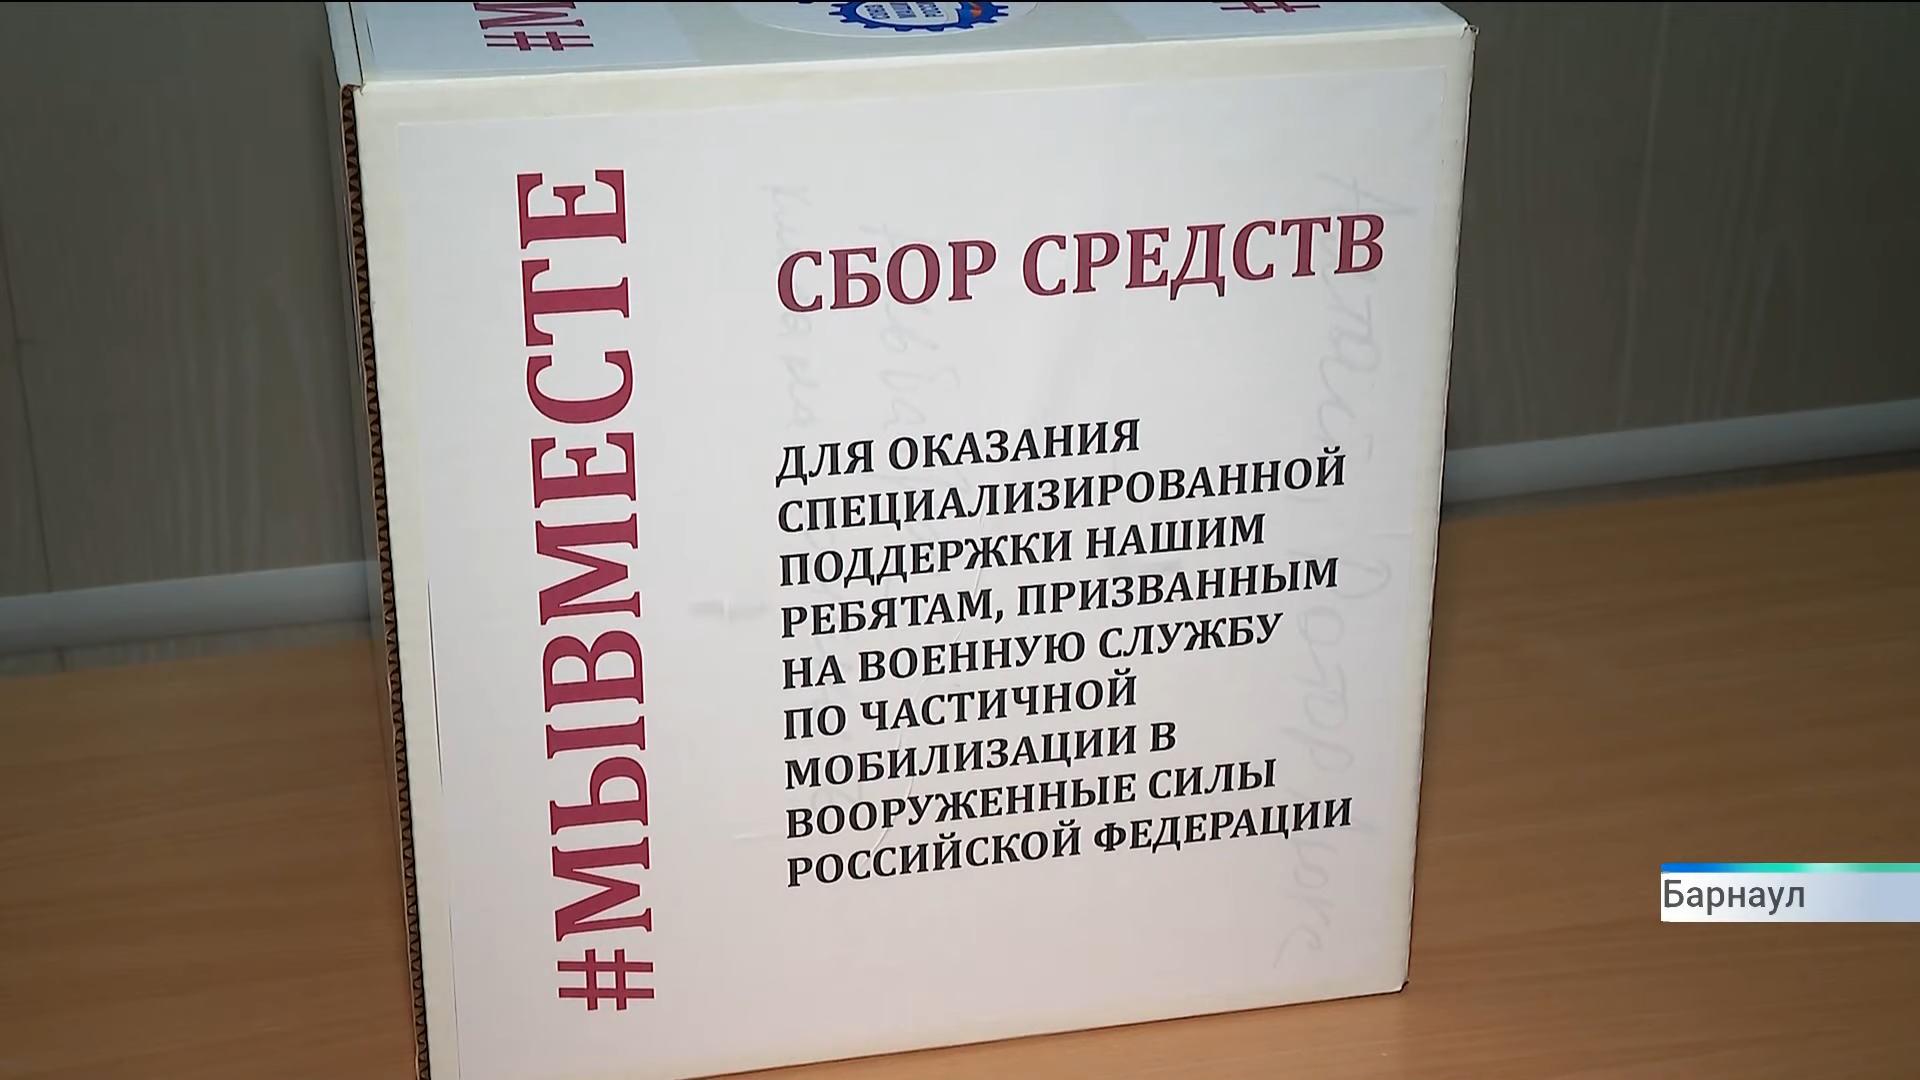 #МЫВМЕСТЕ
СБОР СРЕДСТВ
ДЛЯ ОКАЗАНИЯ
СПЕЦИАЛИЗИРОВАННОЙ
ПОДДЕРЖКИ НАШИМ
РЕБЯТАМ, ПРИЗВАННЫМ
НА ВОЕННУЮ СЛУЖБУ
ПО ЧАСТИЧНОЙ
МОБИЛИЗАЦИИ В
ВООРУЖЕННЫЕ СИЛЫ
РОССИЙСКОЙ ФЕДЕРАЦИИ
Барнаул